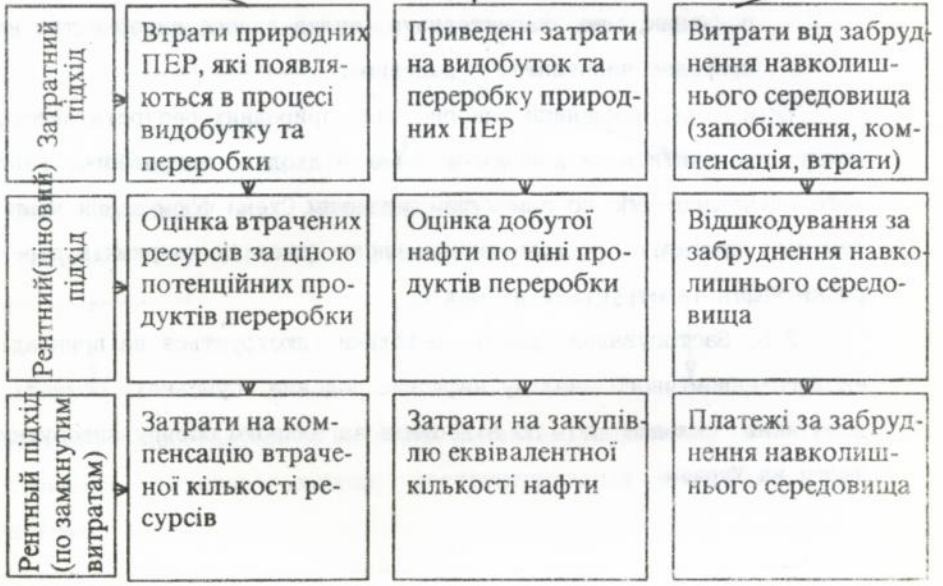 Затратний
підхід
Втрати природних
ПЕР, які появля-
ються в процесі
видобутку та
переробки
Приведені затрати
на видобуток та
переробку природ-
них ПЕР
Витрати від забруд-
нення навколиш-
нього середовища
(запобіження, ком-
пенсація, втрати)
Рентний(ціновий)
підхід
Оцінка втрачених
ресурсів за ціною
потенційних про-
дуктів переробки
Оцінка добутої
нафти по ціні про-
дуктів переробки
Відшкодування за
забруднення навко-
лишнього середо-
вища
Рентный підхід
(по замкнутим
витратам)
Затрати на ком-
пенсацію втраче-
ної кількості ре-
сурсів
Затрати на закупів-
лю еквівалентної
кількості нафти
Платежі за забруд-
нення навколиш-
нього середовища